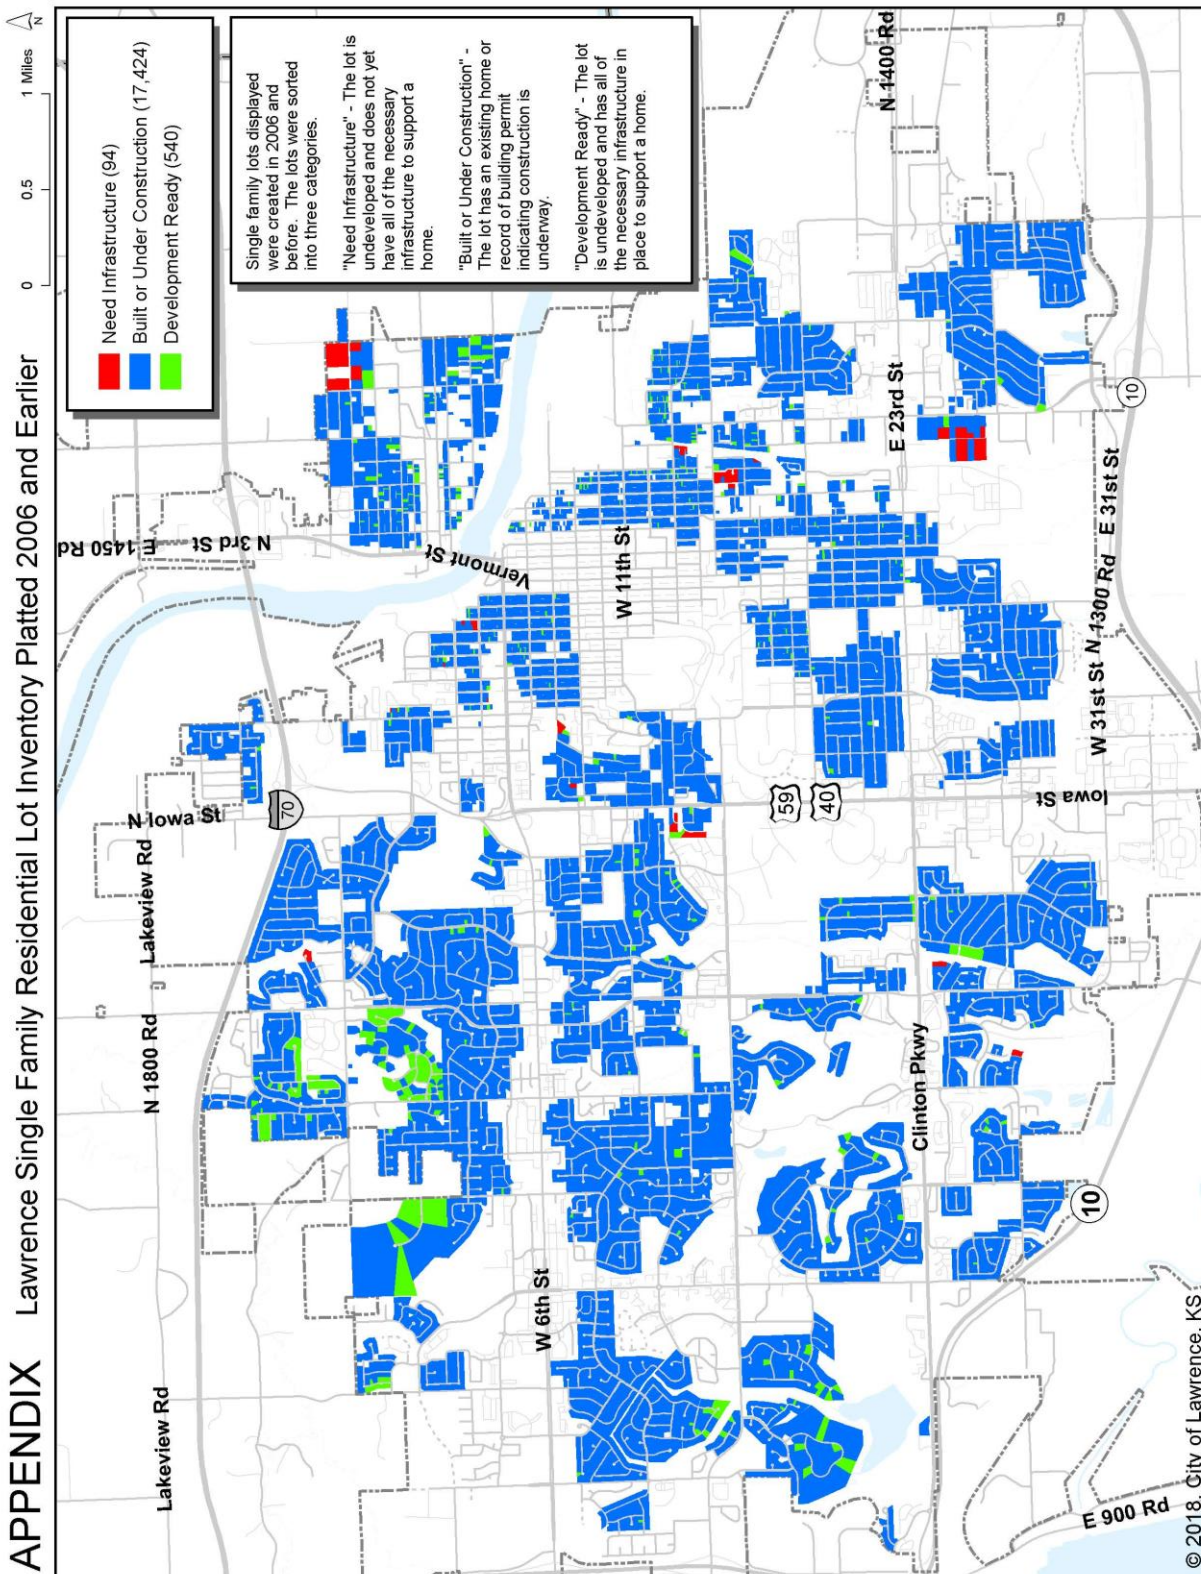 APPENDIX
Lawrence Single Family Residential Lot Inventory Platted 2006 and Earlier
0 0.5 1 Miles
N
Need Infrastructure (94)
Built or Under Construction (17,424)
Development Ready (540)
Single family lots displayed
were created in 2006 and
before. The lots were sorted
into three categories.
"Need Infrastructure" - The lot is
undeveloped and does not yet
have all of the necessary
infrastructure to support a
home.
"Built or Under Construction" -
The lot has an existing home or
record of building permit
indicating construction is
underway.
"Development Ready" - The lot
is undeveloped and has all of
the necessary infrastructure in
place to support a home.
Lakeview Rd
N 1800 Rd
Lakeview Rd
N Iowa St
70
E 1450 Rd
N 3rd St
Vermont St
W 6th St
W 11th St
N 1400 Rd
59
40
E 23rd St
Clinton Pkwy
Iowa St
W 31st St
N 1300 Rd
E 31st St
10
10
E 900 Rd
© 2018, City of Lawrence, KS